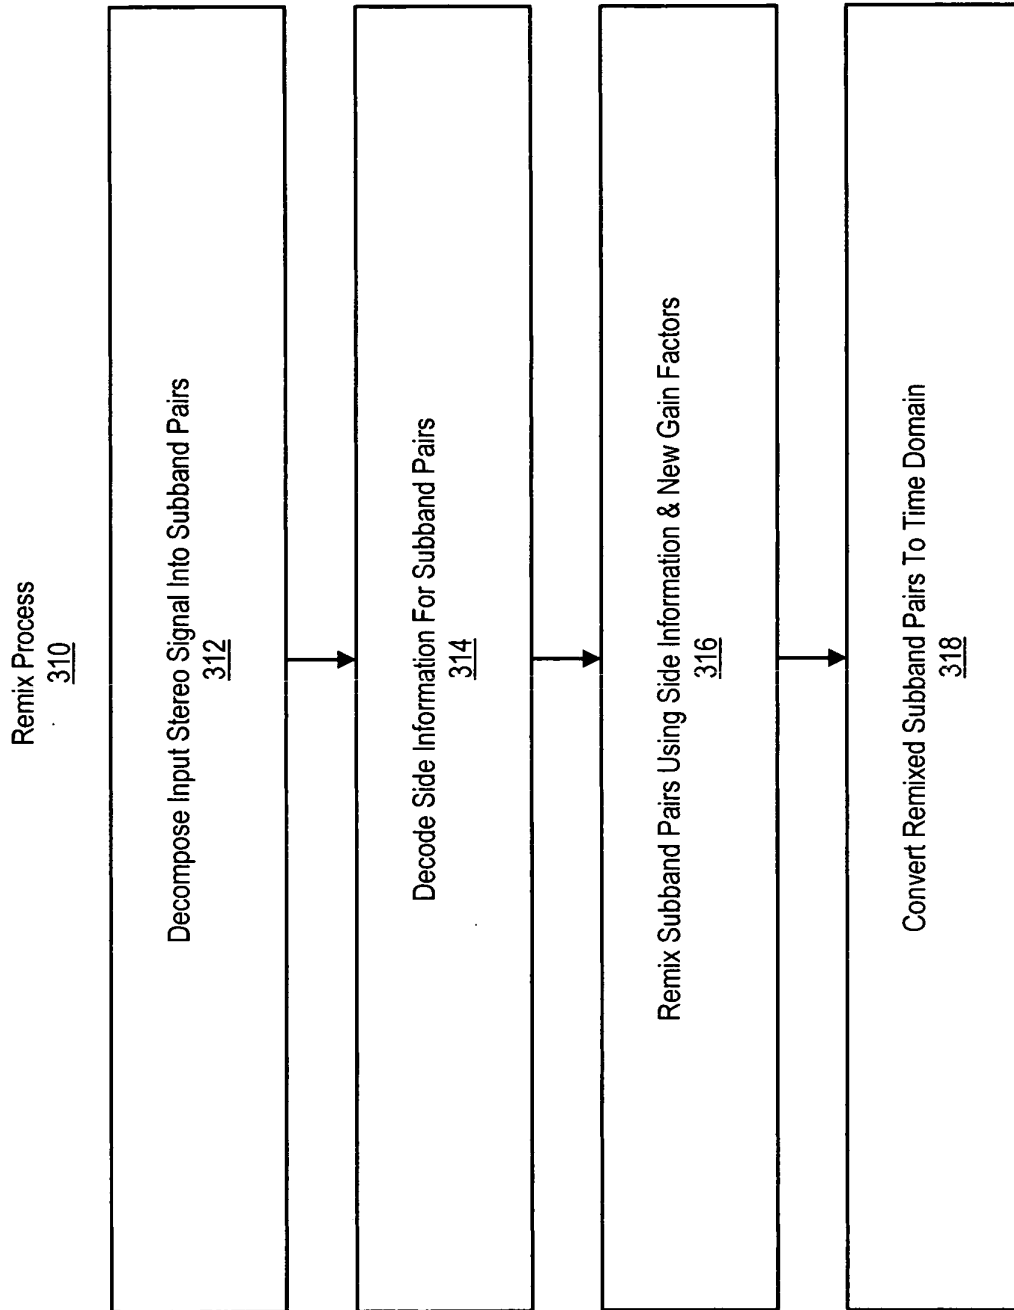 Remix Process
310
Decompose Input Stereo Signal Into Subband Pairs
312
Decode Side Information For Subband Pairs
314
Remix Subband Pairs Using Side Information & New Gain Factors
316
Convert Remixed Subband Pairs To Time Domain
318